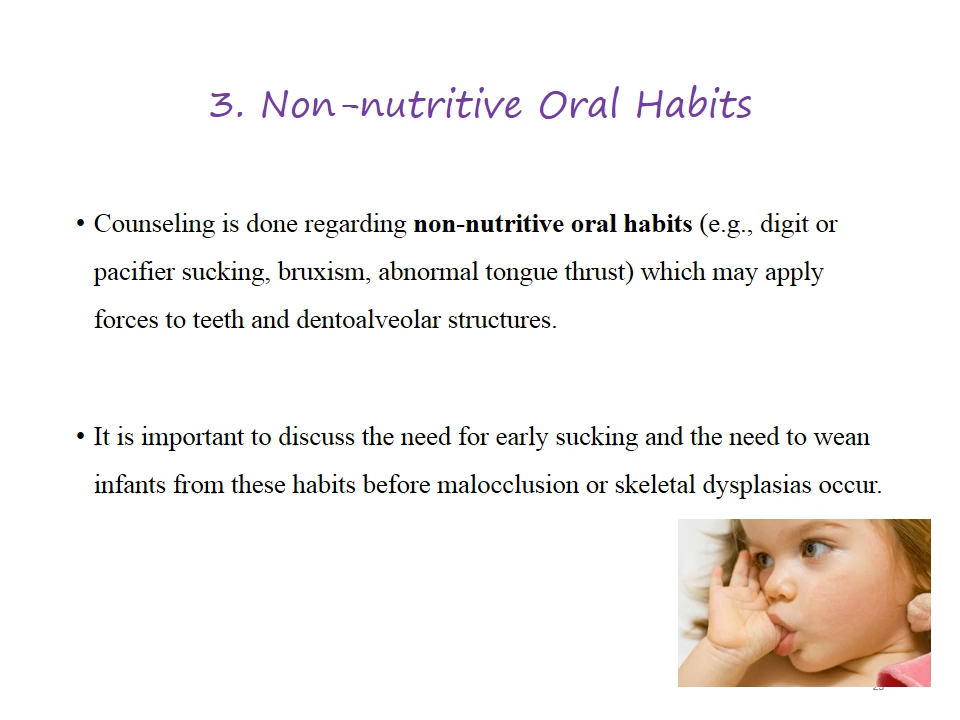 3. Non-nutritive Oral Habits
• Counseling is done regarding non-nutritive oral habits (e.g., digit or
pacifier sucking, bruxism, abnormal tongue thrust) which may apply
forces to teeth and dentoalveolar structures.
• It is important to discuss the need for early sucking and the need to wean
infants from these habits before malocclusion or skeletal dysplasias occur.